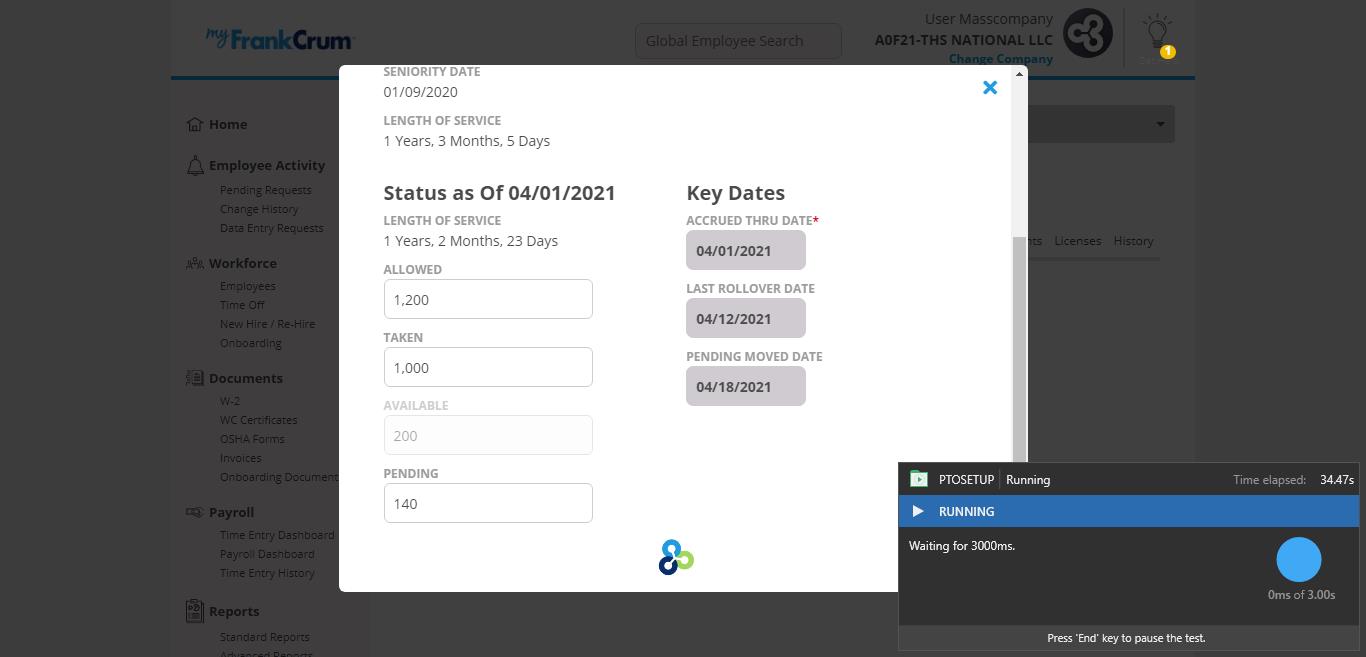 myFrankCrum
Global Employee Search
User Masscompany
A0F21-THS NATIONAL LLC
Change Company
1
Home
Employee Activity
Pending Requests
Change History
Data Entry Requests
Workforce
Employees
Time Off
New Hire / Re-Hire
Onboarding
Documents
W-2
WC Certificates
OSHA Forms
Invoices
Onboarding Document
Payroll
Time Entry Dashboard
Payroll Dashboard
Time Entry History
Reports
Standard Reports
Advanced Reports
SENIORITY DATE
01/09/2020
LENGTH OF SERVICE
1 Years, 3 Months, 5 Days
Status as Of 04/01/2021
LENGTH OF SERVICE
1 Years, 2 Months, 23 Days
ALLOWED
1,200
TAKEN
1,000
AVAILABLE
200
PENDING
140
Key Dates
ACCRUED THRU DATE*
04/01/2021
LAST ROLLOVER DATE
04/12/2021
PENDING MOVED DATE
04/18/2021
nts Licenses History
PTOSETUP Running Time elapsed: 34.47s
RUNNING
Waiting for 3000ms.
0ms of 3.00s
Press 'End' key to pause the test.